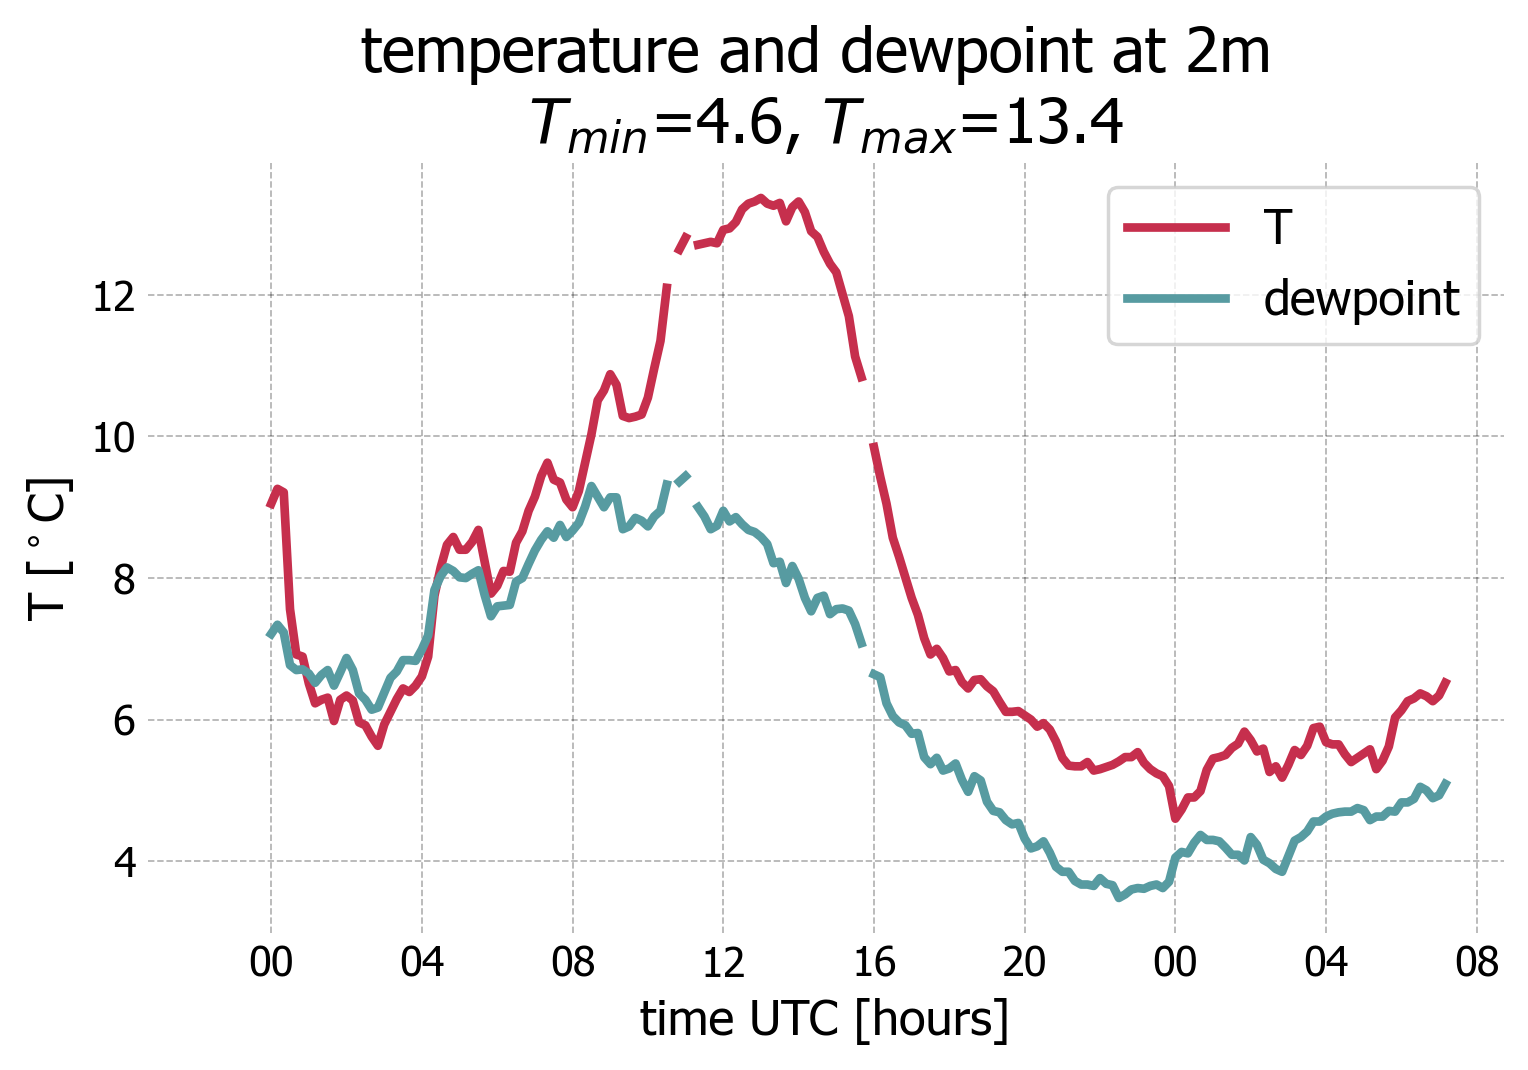 temperature and dewpoint at 2m
T_min=4.6, T_max=13.4
T
dewpoint
12
10
8
6
4
T [°C]
00 04 08 12 16 20 00 04 08
time UTC [hours]